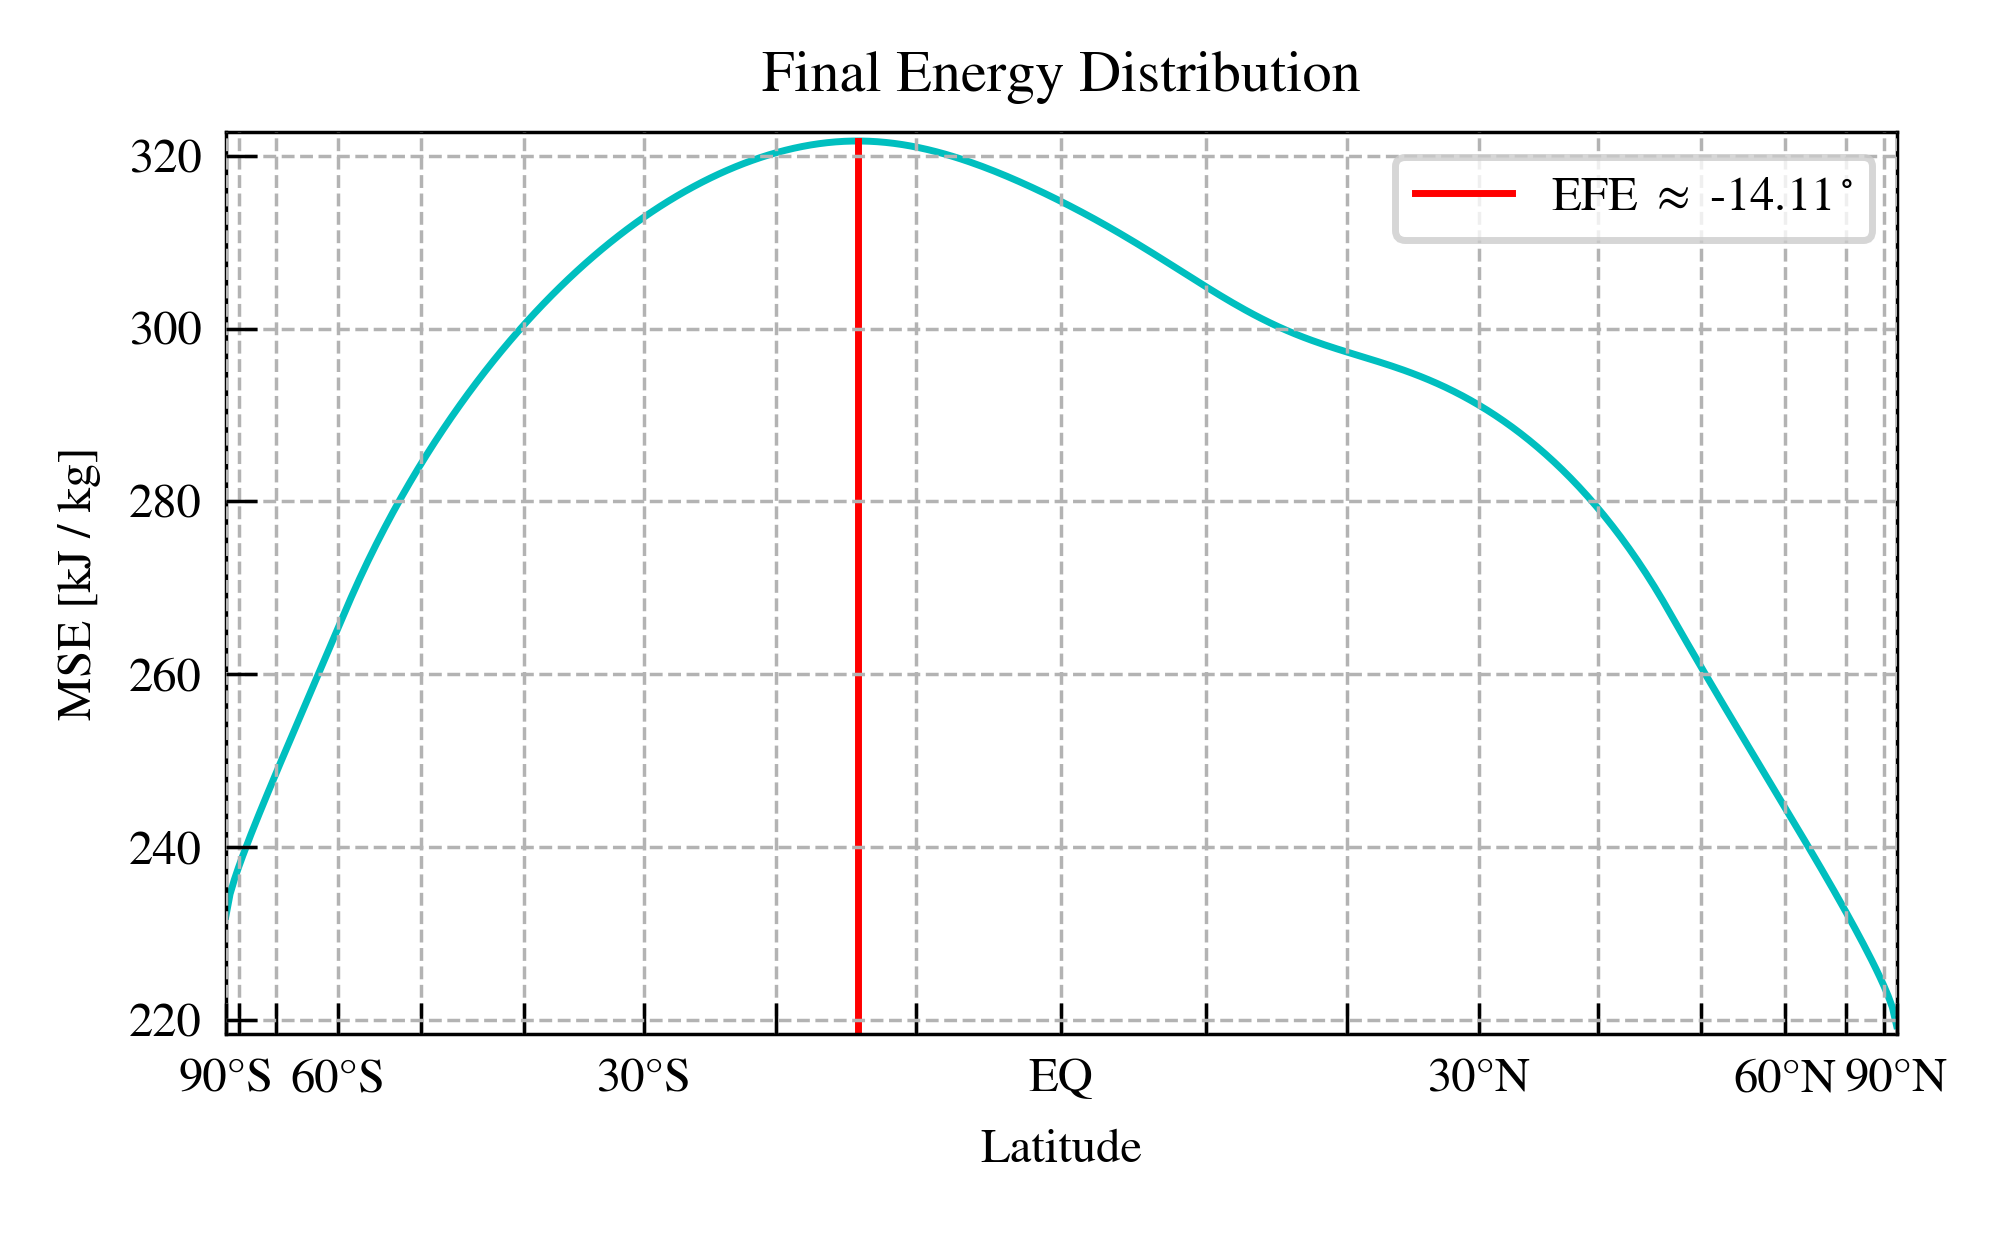 Final Energy Distribution
EFE ≈ -14.11°
MSE [kJ / kg]
320
300
280
260
240
220
90°S 60°S 30°S EQ 30°N 60°N 90°N
Latitude